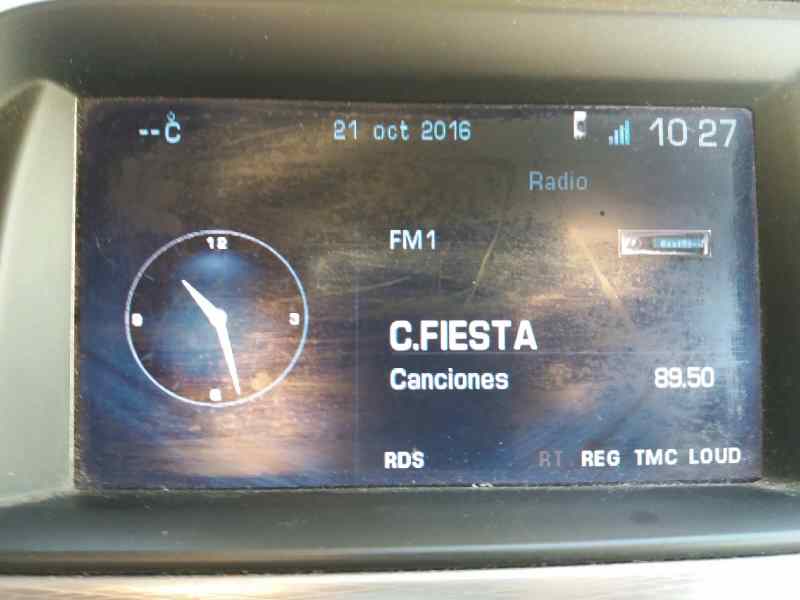 --°C
21 oct 2016
10 27
Radio
FM1
C.FIESTA
Canciones
89.50
RDS
RT REG TMC LOUD
12
3
6
9